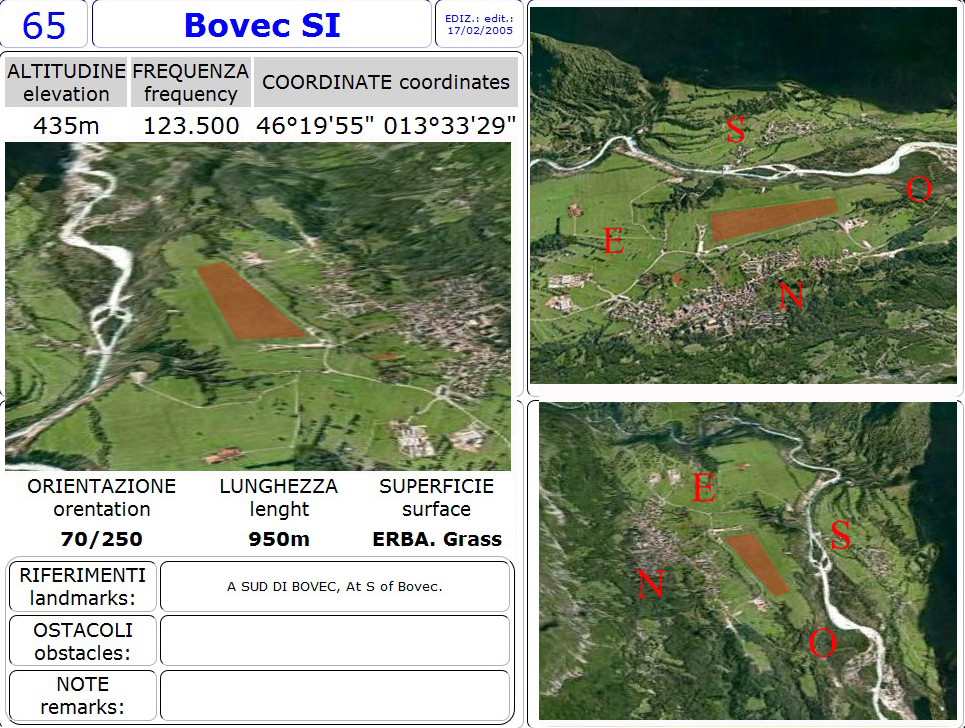 65
Bovec SI
EDIZ.: edit.:
17/02/2005
ALTITUDINE
elevation
FREQUENZA
frequency
COORDINATE coordinates
435m
123.500
46°19'55" 013°33'29"
ORIENTAZIONE
orentation
LUNGHEZZA
lenght
SUPERFICIE
surface
70/250
950m
ERBA. Grass
RIFERIMENTI
landmarks:
A SUD DI BOVEC, At S of Bovec.
OSTACOLI
obstacles:
NOTE
remarks:
S
O
E
N
E
S
N
O